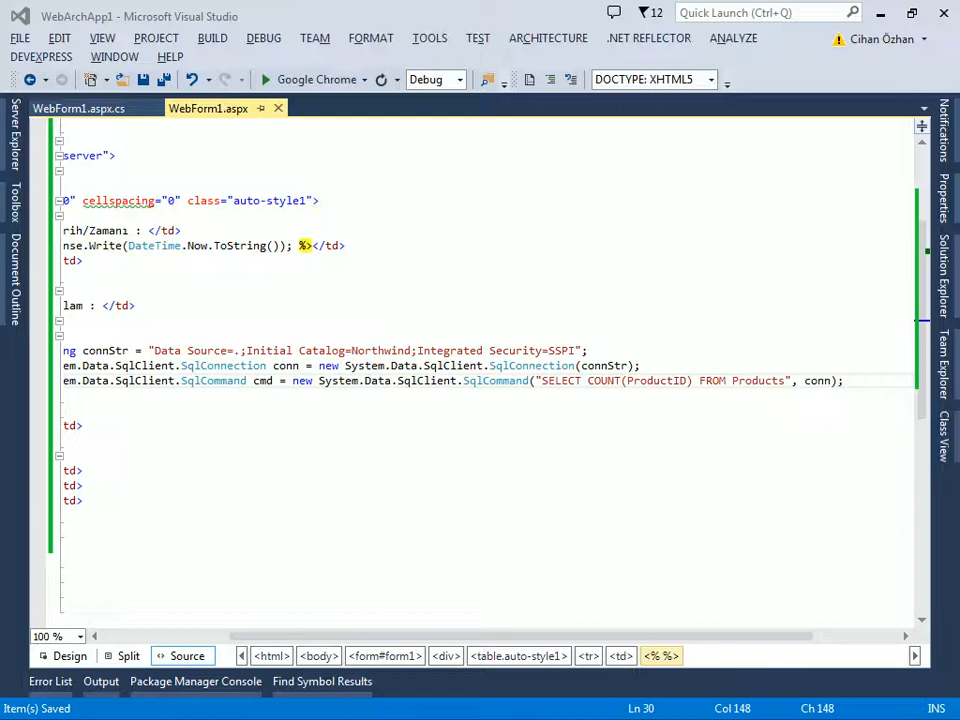 WebArchApp1 - Microsoft Visual Studio
12
Quick Launch (Ctrl+Q)
FILE EDIT VIEW PROJECT BUILD DEBUG TEAM FORMAT TOOLS TEST ARCHITECTURE .NET REFLECTOR ANALYZE
Cihan Özhan
DEVEXPRESS WINDOW HELP
Google Chrome
Debug
DOCTYPE: XHTML5
WebForm1.aspx.cs
WebForm1.aspx
Server Explorer
Toolbox
Document Outline
server">
0" cellspacing="0" class="auto-style1">
rih/Zamanı : </td>
nse.Write(DateTime.Now.ToString()); %></td>
td>
lam : </td>
ng connStr = "Data Source=.;Initial Catalog=Northwind;Integrated Security=SSPI";
em.Data.SqlClient.SqlConnection conn = new System.Data.SqlClient.SqlConnection(connStr);
em.Data.SqlClient.SqlCommand cmd = new System.Data.SqlClient.SqlCommand("SELECT COUNT(ProductID) FROM Products", conn);
td>
td>
td>
td>
Notifications
Properties
Solution Explorer
Team Explorer
Class View
100 %
Design
Split
Source
<html> <body> <form#form1> <div> <table.auto-style1> <tr> <td> <% %>
Error List Output Package Manager Console Find Symbol Results
Item(s) Saved
Ln 30
Col 148
Ch 148
INS